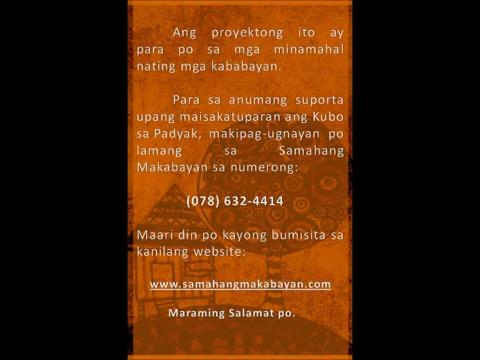 Ang proyektong ito ay
para po sa mga minamahal
nating mga kababayan.
Para sa anumang suporta
upang maisakatuparan ang Kubo
sa Padyak, makipag-ugnayan po
lamang sa Samahang
Makabayan sa numerong:
(078) 632-4414
Maari din po kayong bumisita sa
kanilang website:
www.samahangmakabayan.com
Maraming Salamat po.